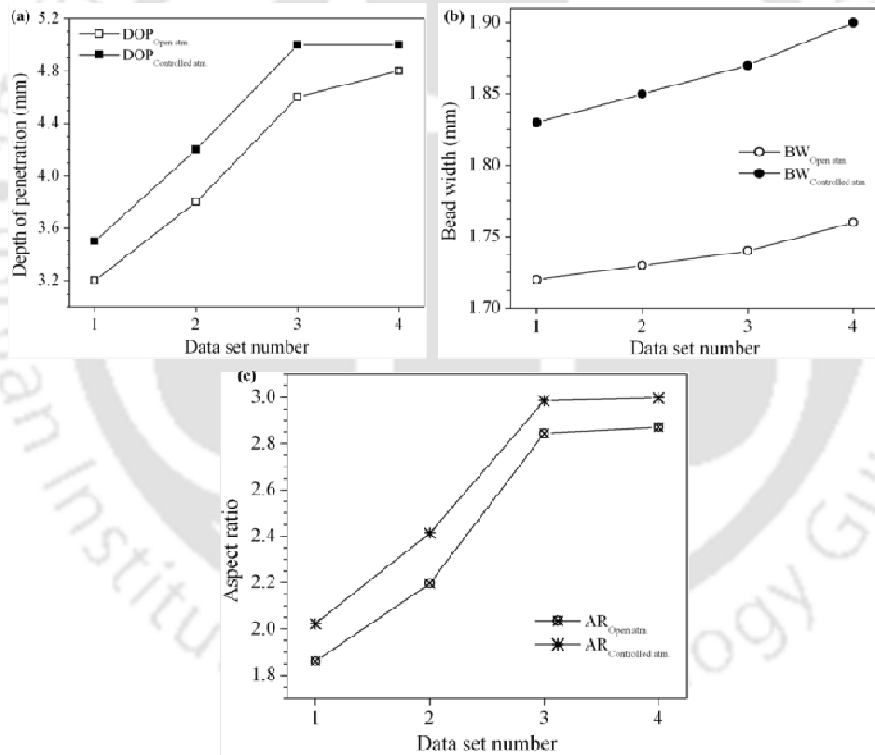 (a)
5.2
4.8
4.4
4.0
3.6
3.2
Depth of penetration (mm)
DOP Open atm.
DOP Controlled atm.
1 2 3 4
Data set number
(b)
1.90
1.85
1.80
1.75
1.70
Bead width (mm)
BW Open atm.
BW Controlled atm.
1 2 3 4
Data set number
(c)
3.0
2.8
2.6
2.4
2.2
2.0
1.8
Aspect ratio
AR Open atm.
AR Controlled atm.
1 2 3 4
Data set number